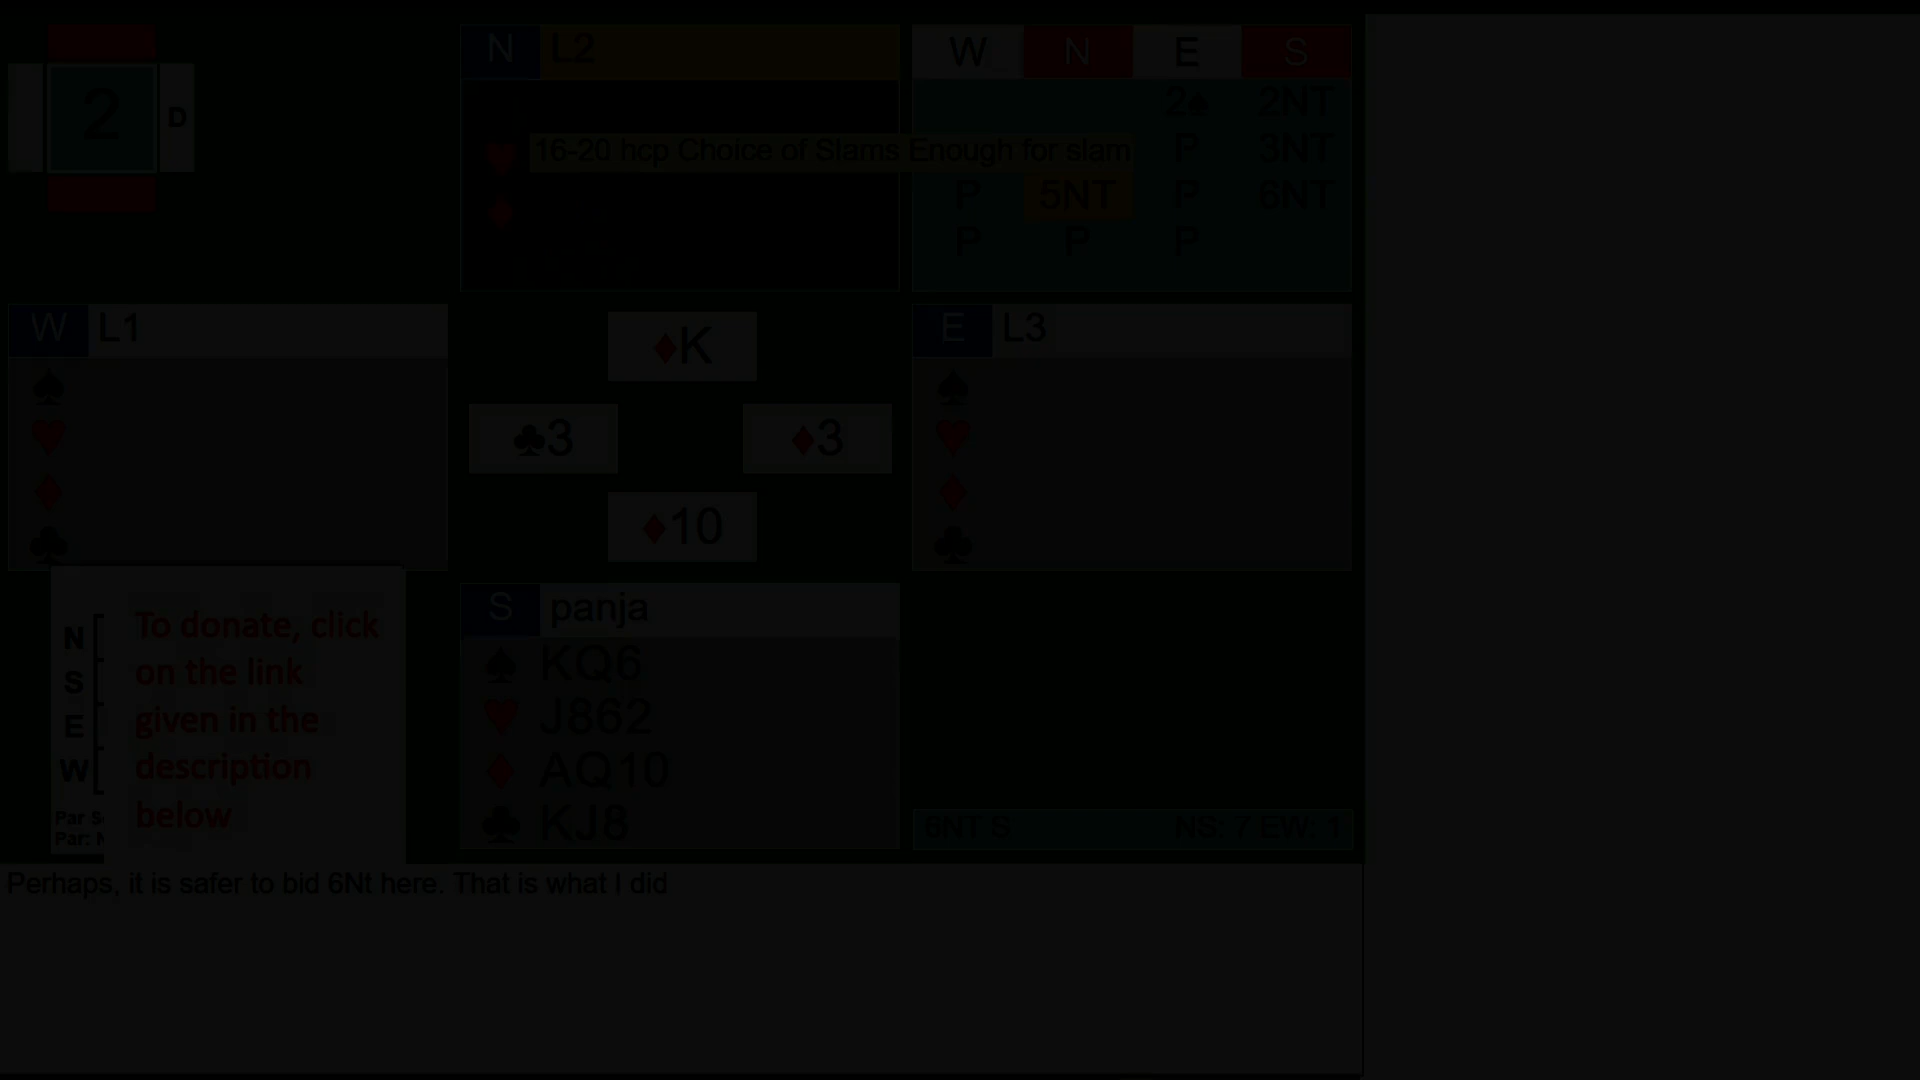 2
D
N L2
16-20 hcp Choice of Slams Enough for slam
W N E S
2♠ 2NT
P 3NT
P 5NT P 6NT
P P P
W L1
♠
♥
♦
♣
♦K
♣3
♦3
♦10
E L3
♠
♥
♦
♣
S panja
♠ KQ6
♥ J862
♦ AQ10
♣ KJ8
N
S
E
W
Par
Par:
To donate, click
on the link
given in the
description
below
6NT S NS: 7 EW: 1
Perhaps, it is safer to bid 6Nt here. That is what I did